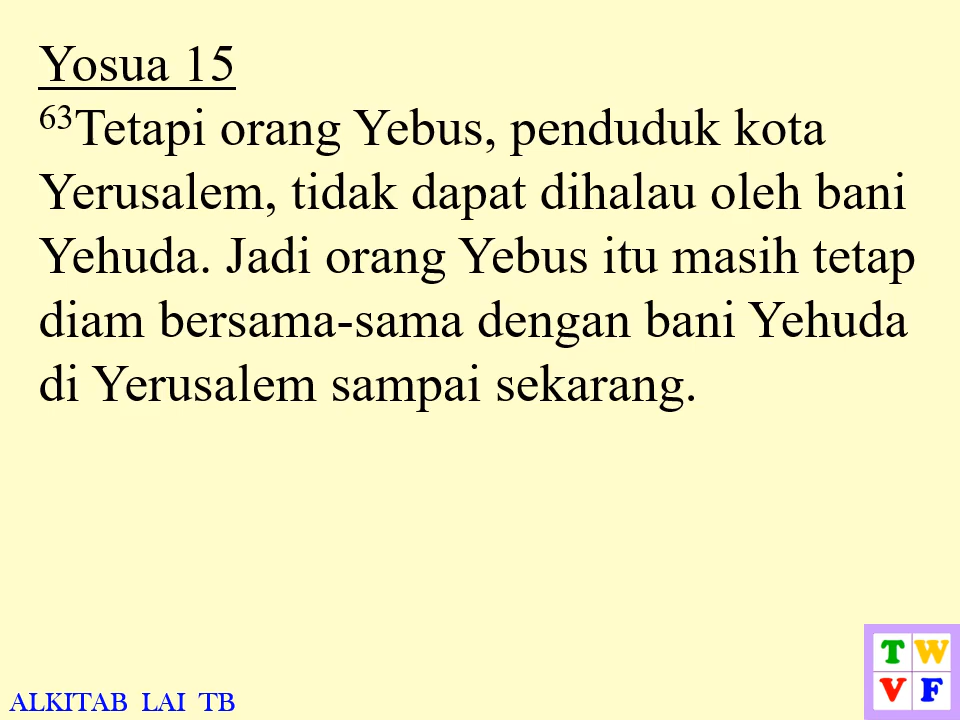 Yosua 15
63Tetapi orang Yebus, penduduk kota
Yerusalem, tidak dapat dihalau oleh bani
Yehuda. Jadi orang Yebus itu masih tetap
diam bersama-sama dengan bani Yehuda
di Yerusalem sampai sekarang.
T W
V F
ALKITAB LAI TB